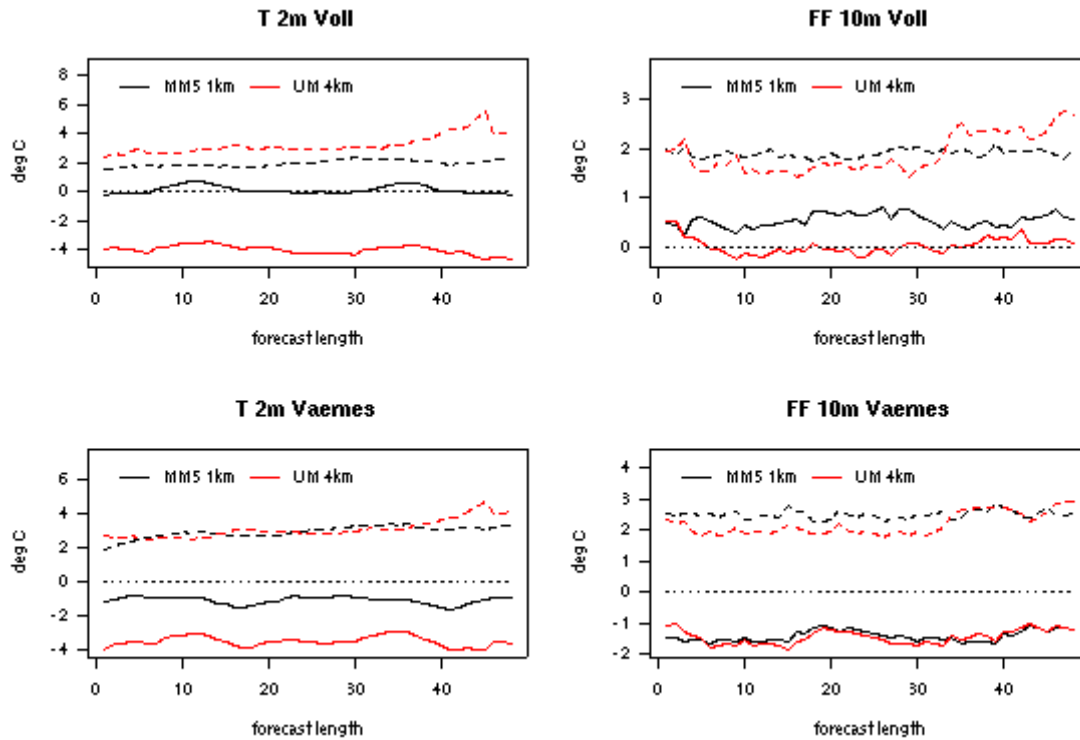 T 2m Voll
8
6
4
2
0
-2
-4
deg C
MM5 1km
UM 4km
0 10 20 30 40
forecast length
FF 10m Voll
3
2
1
0
deg C
MM5 1km
UM 4km
0 10 20 30 40
forecast length
T 2m Vaernes
6
4
2
0
-2
-4
deg C
MM5 1km
UM 4km
0 10 20 30 40
forecast length
FF 10m Vaernes
4
3
2
1
0
-1
-2
deg C
MM5 1km
UM 4km
0 10 20 30 40
forecast length